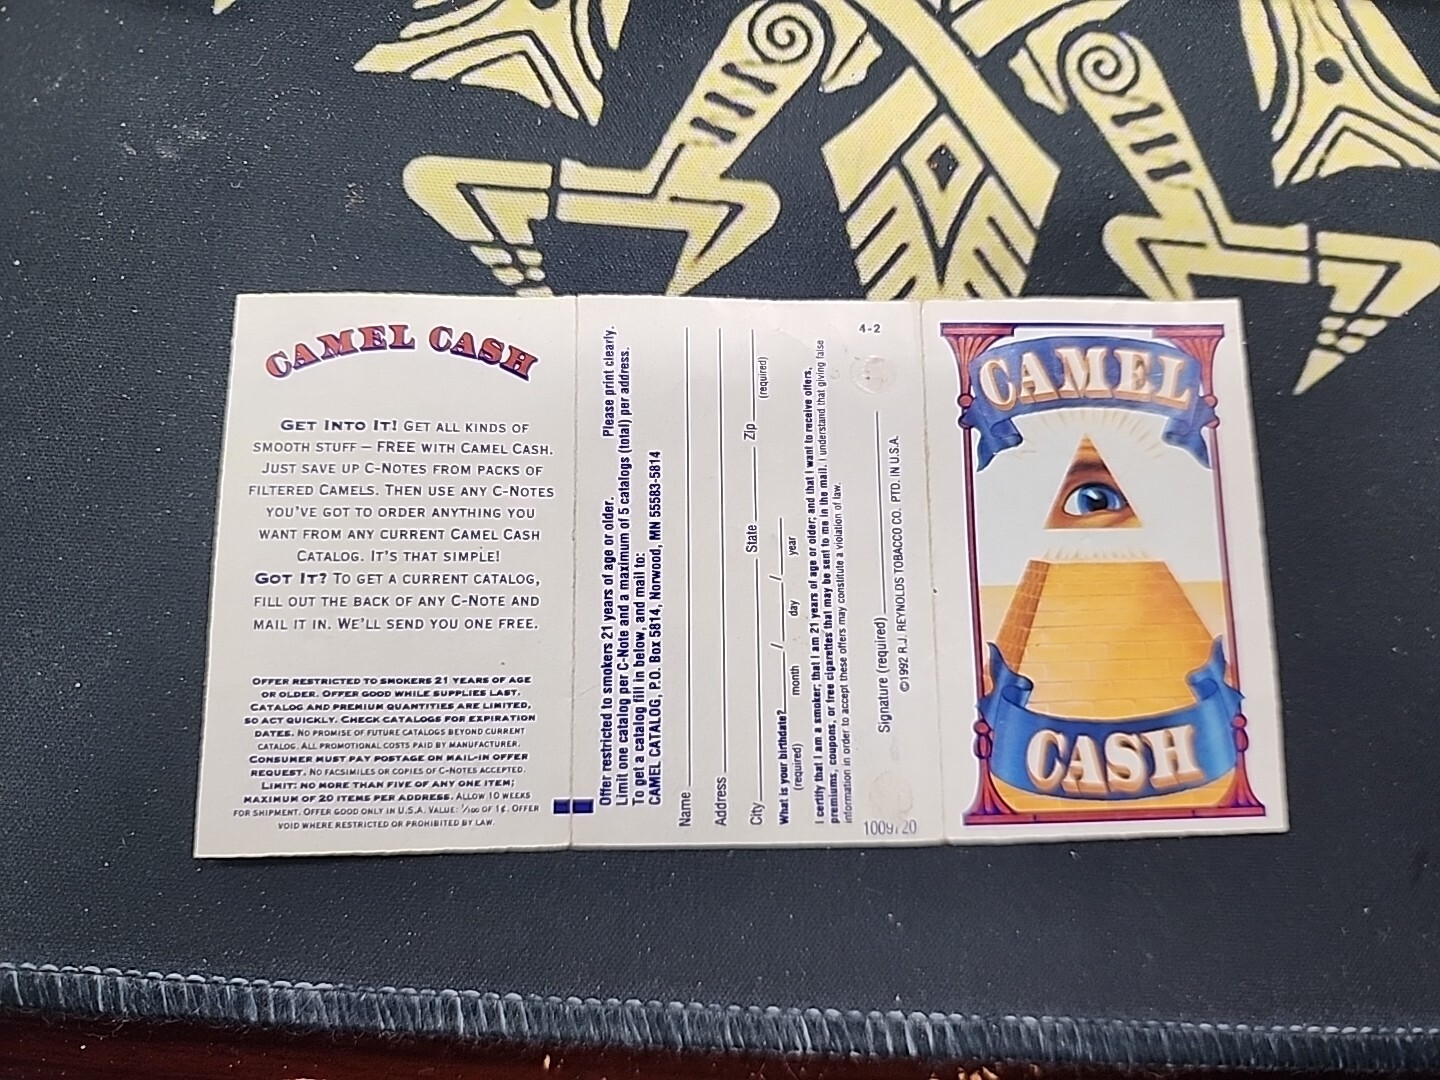 CAMEL CASH
GET INTO IT! GET ALL KINDS OF
SMOOTH STUFF – FREE WITH CAMEL CASH.
JUST SAVE UP C-NOTES FROM PACKS OF
FILTERED CAMELS. THEN USE ANY C-NOTES
YOU'VE GOT TO ORDER ANYTHING YOU
WANT FROM ANY CURRENT CAMEL CASH
CATALOG. IT'S THAT SIMPLE!
GOT IT? TO GET A CURRENT CATALOG,
FILL OUT THE BACK OF ANY C-NOTE AND
MAIL IT IN. WE'LL SEND YOU ONE FREE.
OFFER RESTRICTED TO SMOKERS 21 YEARS OF AGE
OR OLDER. OFFER GOOD WHILE SUPPLIES LAST.
CATALOG AND PREMIUM QUANTITIES ARE LIMITED,
SO ACT QUICKLY. CHECK CATALOGS FOR EXPIRATION
DATES. NO PROMISE OF FUTURE CATALOGS BEYOND CURRENT
CATALOG. ALL PROMOTIONAL COSTS PAID BY MANUFACTURER.
CONSUMER MUST PAY POSTAGE ON MAIL-IN OFFER
REQUEST. NO FACSIMILES OR COPIES OF C-NOTES ACCEPTED.
LIMIT: NO MORE THAN FIVE OF ANY ONE ITEM;
MAXIMUM OF 20 ITEMS PER ADDRESS. ALLOW 10 WEEKS
FOR SHIPMENT. OFFER GOOD ONLY IN U.S.A. VALUE: 1/100 OF 1¢. OFFER
VOID WHERE RESTRICTED OR PROHIBITED BY LAW.
Offer restricted to smokers 21 years of age or older. Please print clearly.
Limit one catalog per C-Note and a maximum of 5 catalogs (total) per address.
To get a catalog fill in below, and mail to:
CAMEL CATALOG, P.O. Box 5814, Norwood, MN 55583-5814
Name
Address
City State Zip (required)
What is your birthdate? / /
(required) month day year
I certify that I am a smoker; that I am 21 years of age or older; and that I want to receive offers,
premiums, coupons, or free cigarettes that may be sent to me in the mail. I understand that giving false
information in order to accept these offers may constitute a violation of law.
4-2
Signature (required)
©1992 R.J. REYNOLDS TOBACCO CO. PTD. IN U.S.A.
CAMEL
CASH